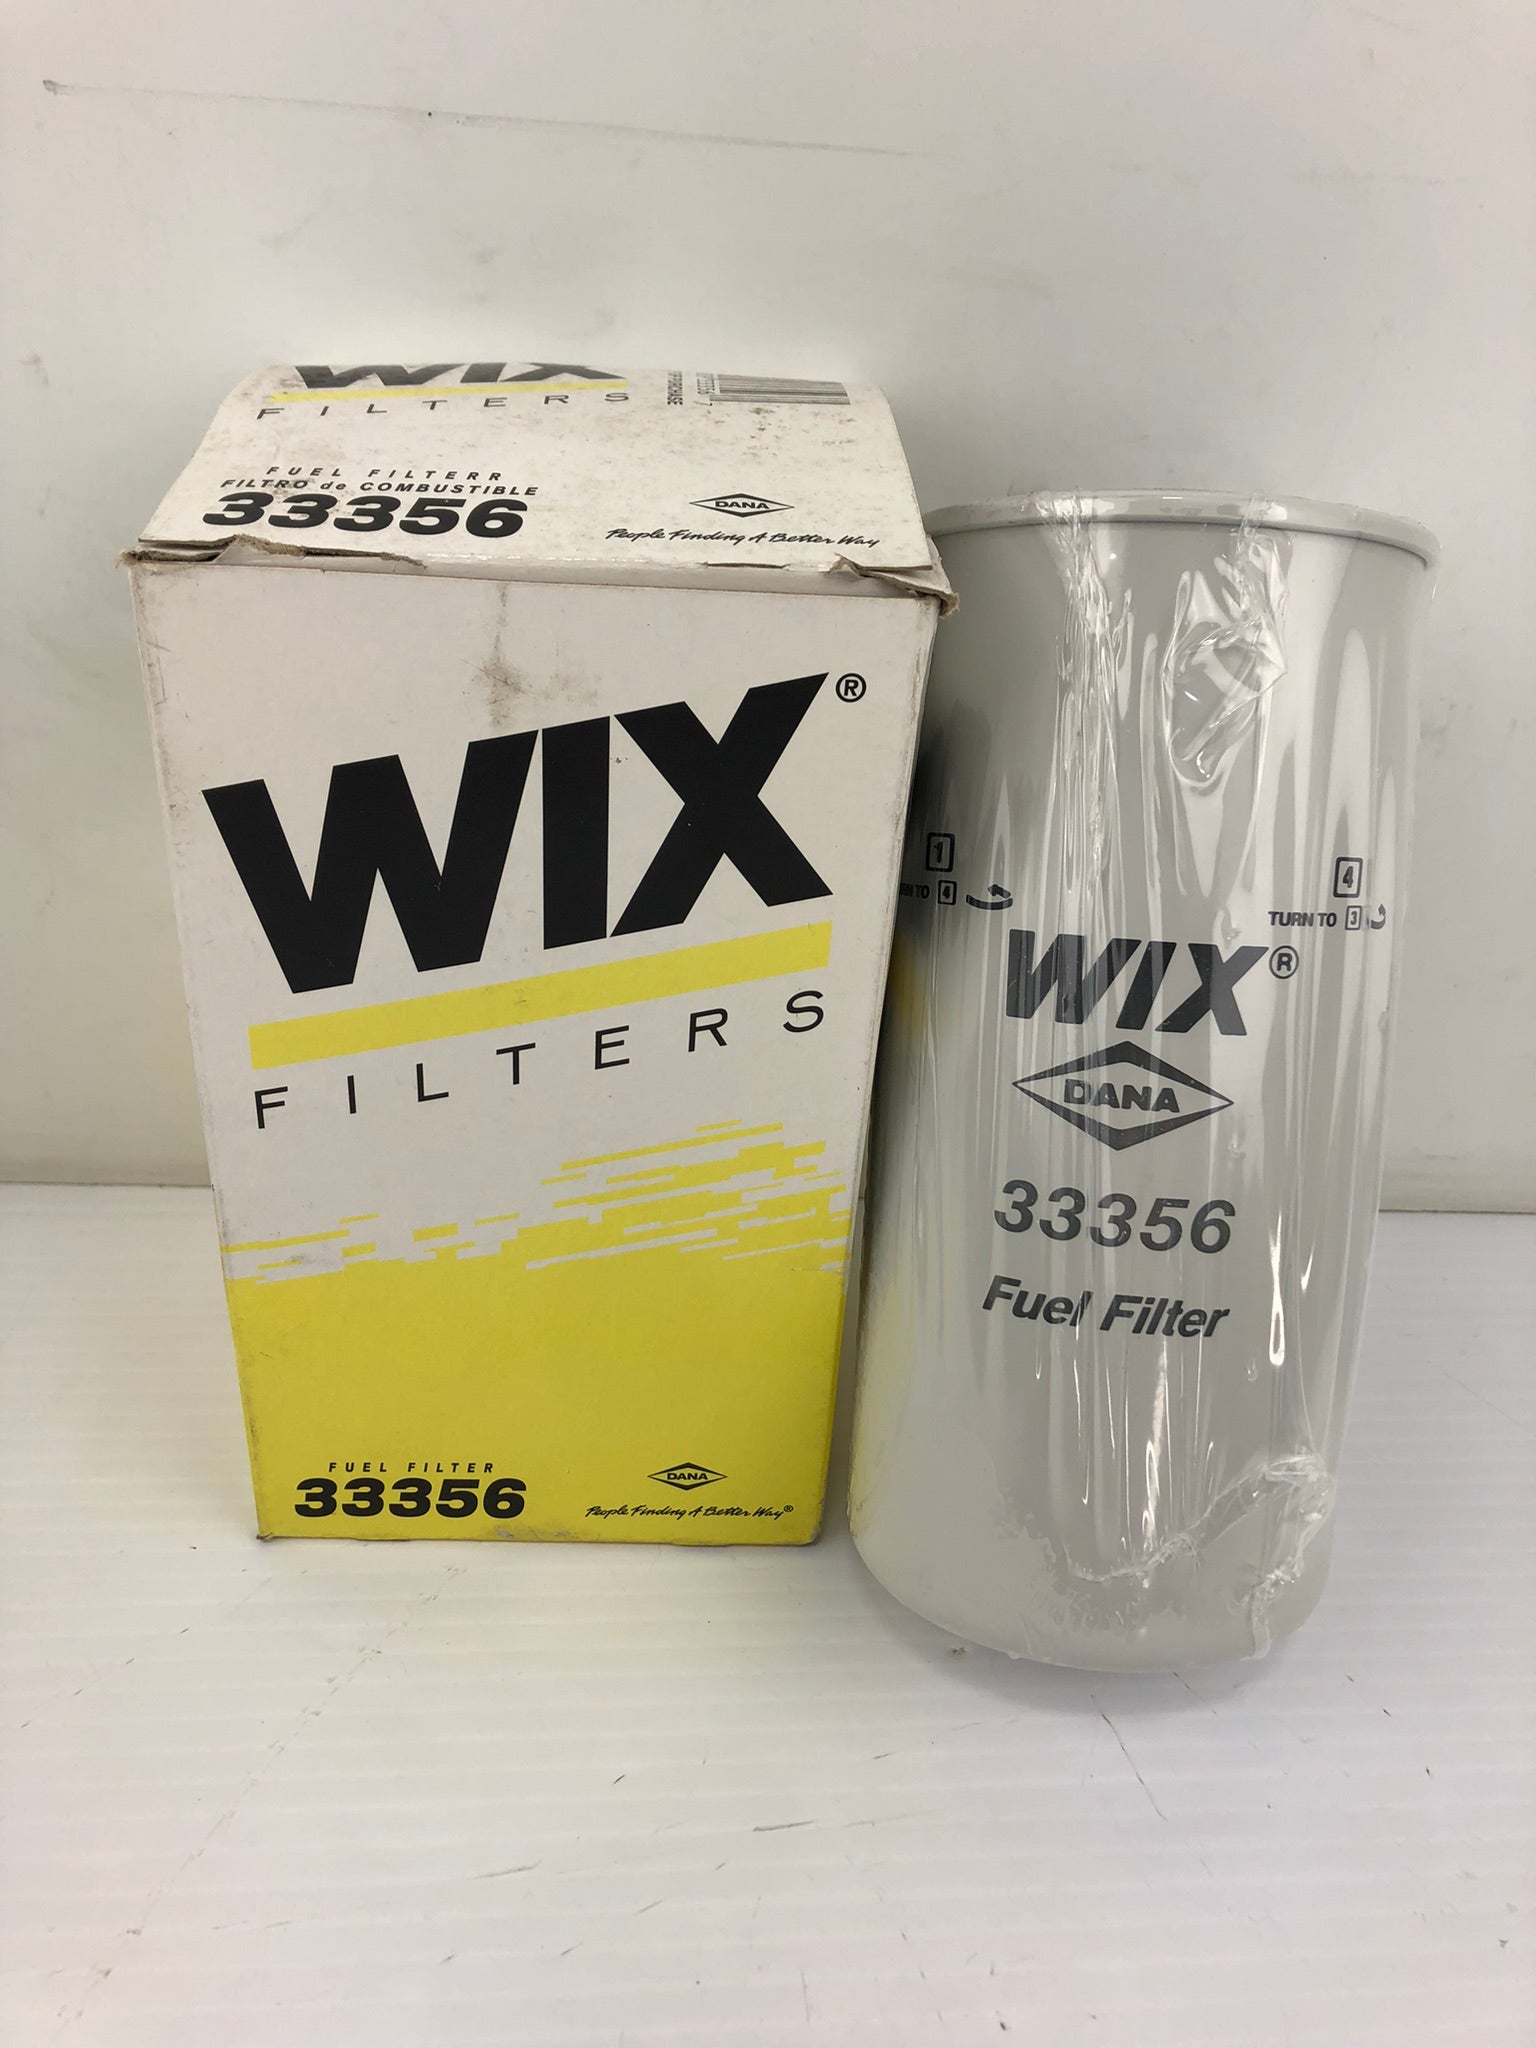 WIX
FILTERS
FUEL FILTERR
FILTRO de COMBUSTIBLE
33356
DANA
People Finding A Better Way
WIX®
FILTERS
FUEL FILTER
33356
DANA
People Finding A Better Way®
1
TO 4
4
TURN TO 3
WIX®
DANA
33356
Fuel Filter